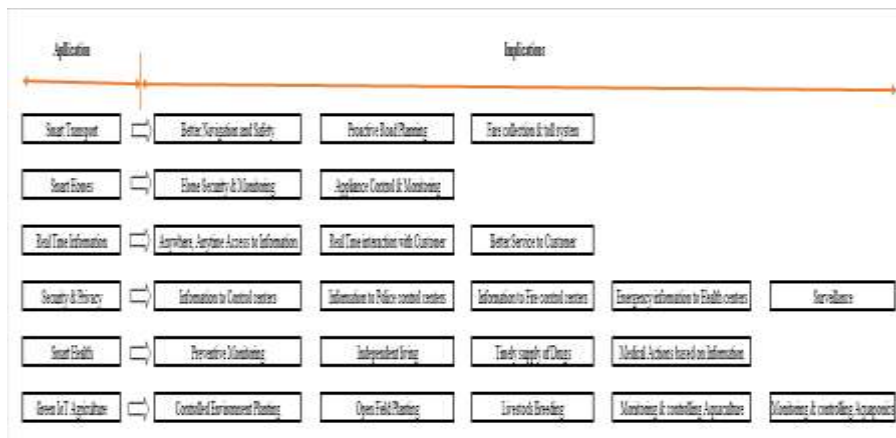 Apllication Implications
Smart Transport Better Navigation and Safety Proactive Road Planning Fare collection & toll system
Smart Homes Home Security & Monitoring Appliance Control & Monitoring
Real Time Information Anywhere, Anytime Access to Information Real Time interaction with Customer Better Service to Customer
Security & Privacy Information to Control centers Information to Police control centers Information to Fire control centers Emergency information to Health centers Surveillance
Smart Health Preventive Monitoring Independent living Timely supply of Drugs Medical Actions based on Information
Green IoT Agriculture Controlled Environment Planting Open Field Planting Livestock Breeding Monitoring & controlling Aquaculture Monitoring & controlling Aquaponics